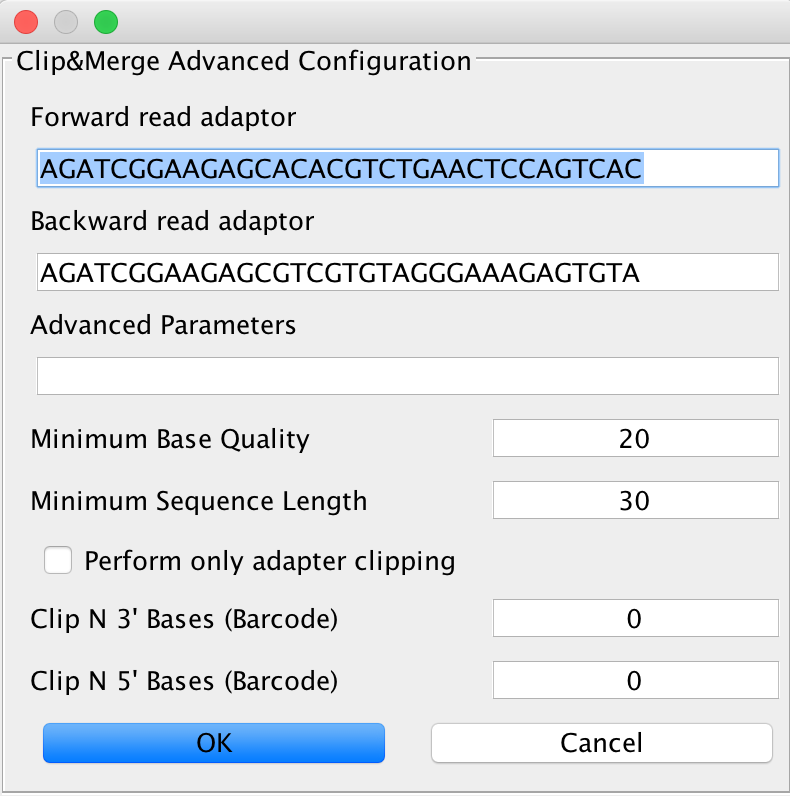 Clip&Merge Advanced Configuration
Forward read adaptor
AGATCGGAAGAGCACACGTCTGAACTCCAGTCAC
Backward read adaptor
AGATCGGAAGAGCGTCGTGTAGGGAAAGAGTGTA
Advanced Parameters
Minimum Base Quality 20
Minimum Sequence Length 30
Perform only adapter clipping
Clip N 3' Bases (Barcode) 0
Clip N 5' Bases (Barcode) 0
OK Cancel